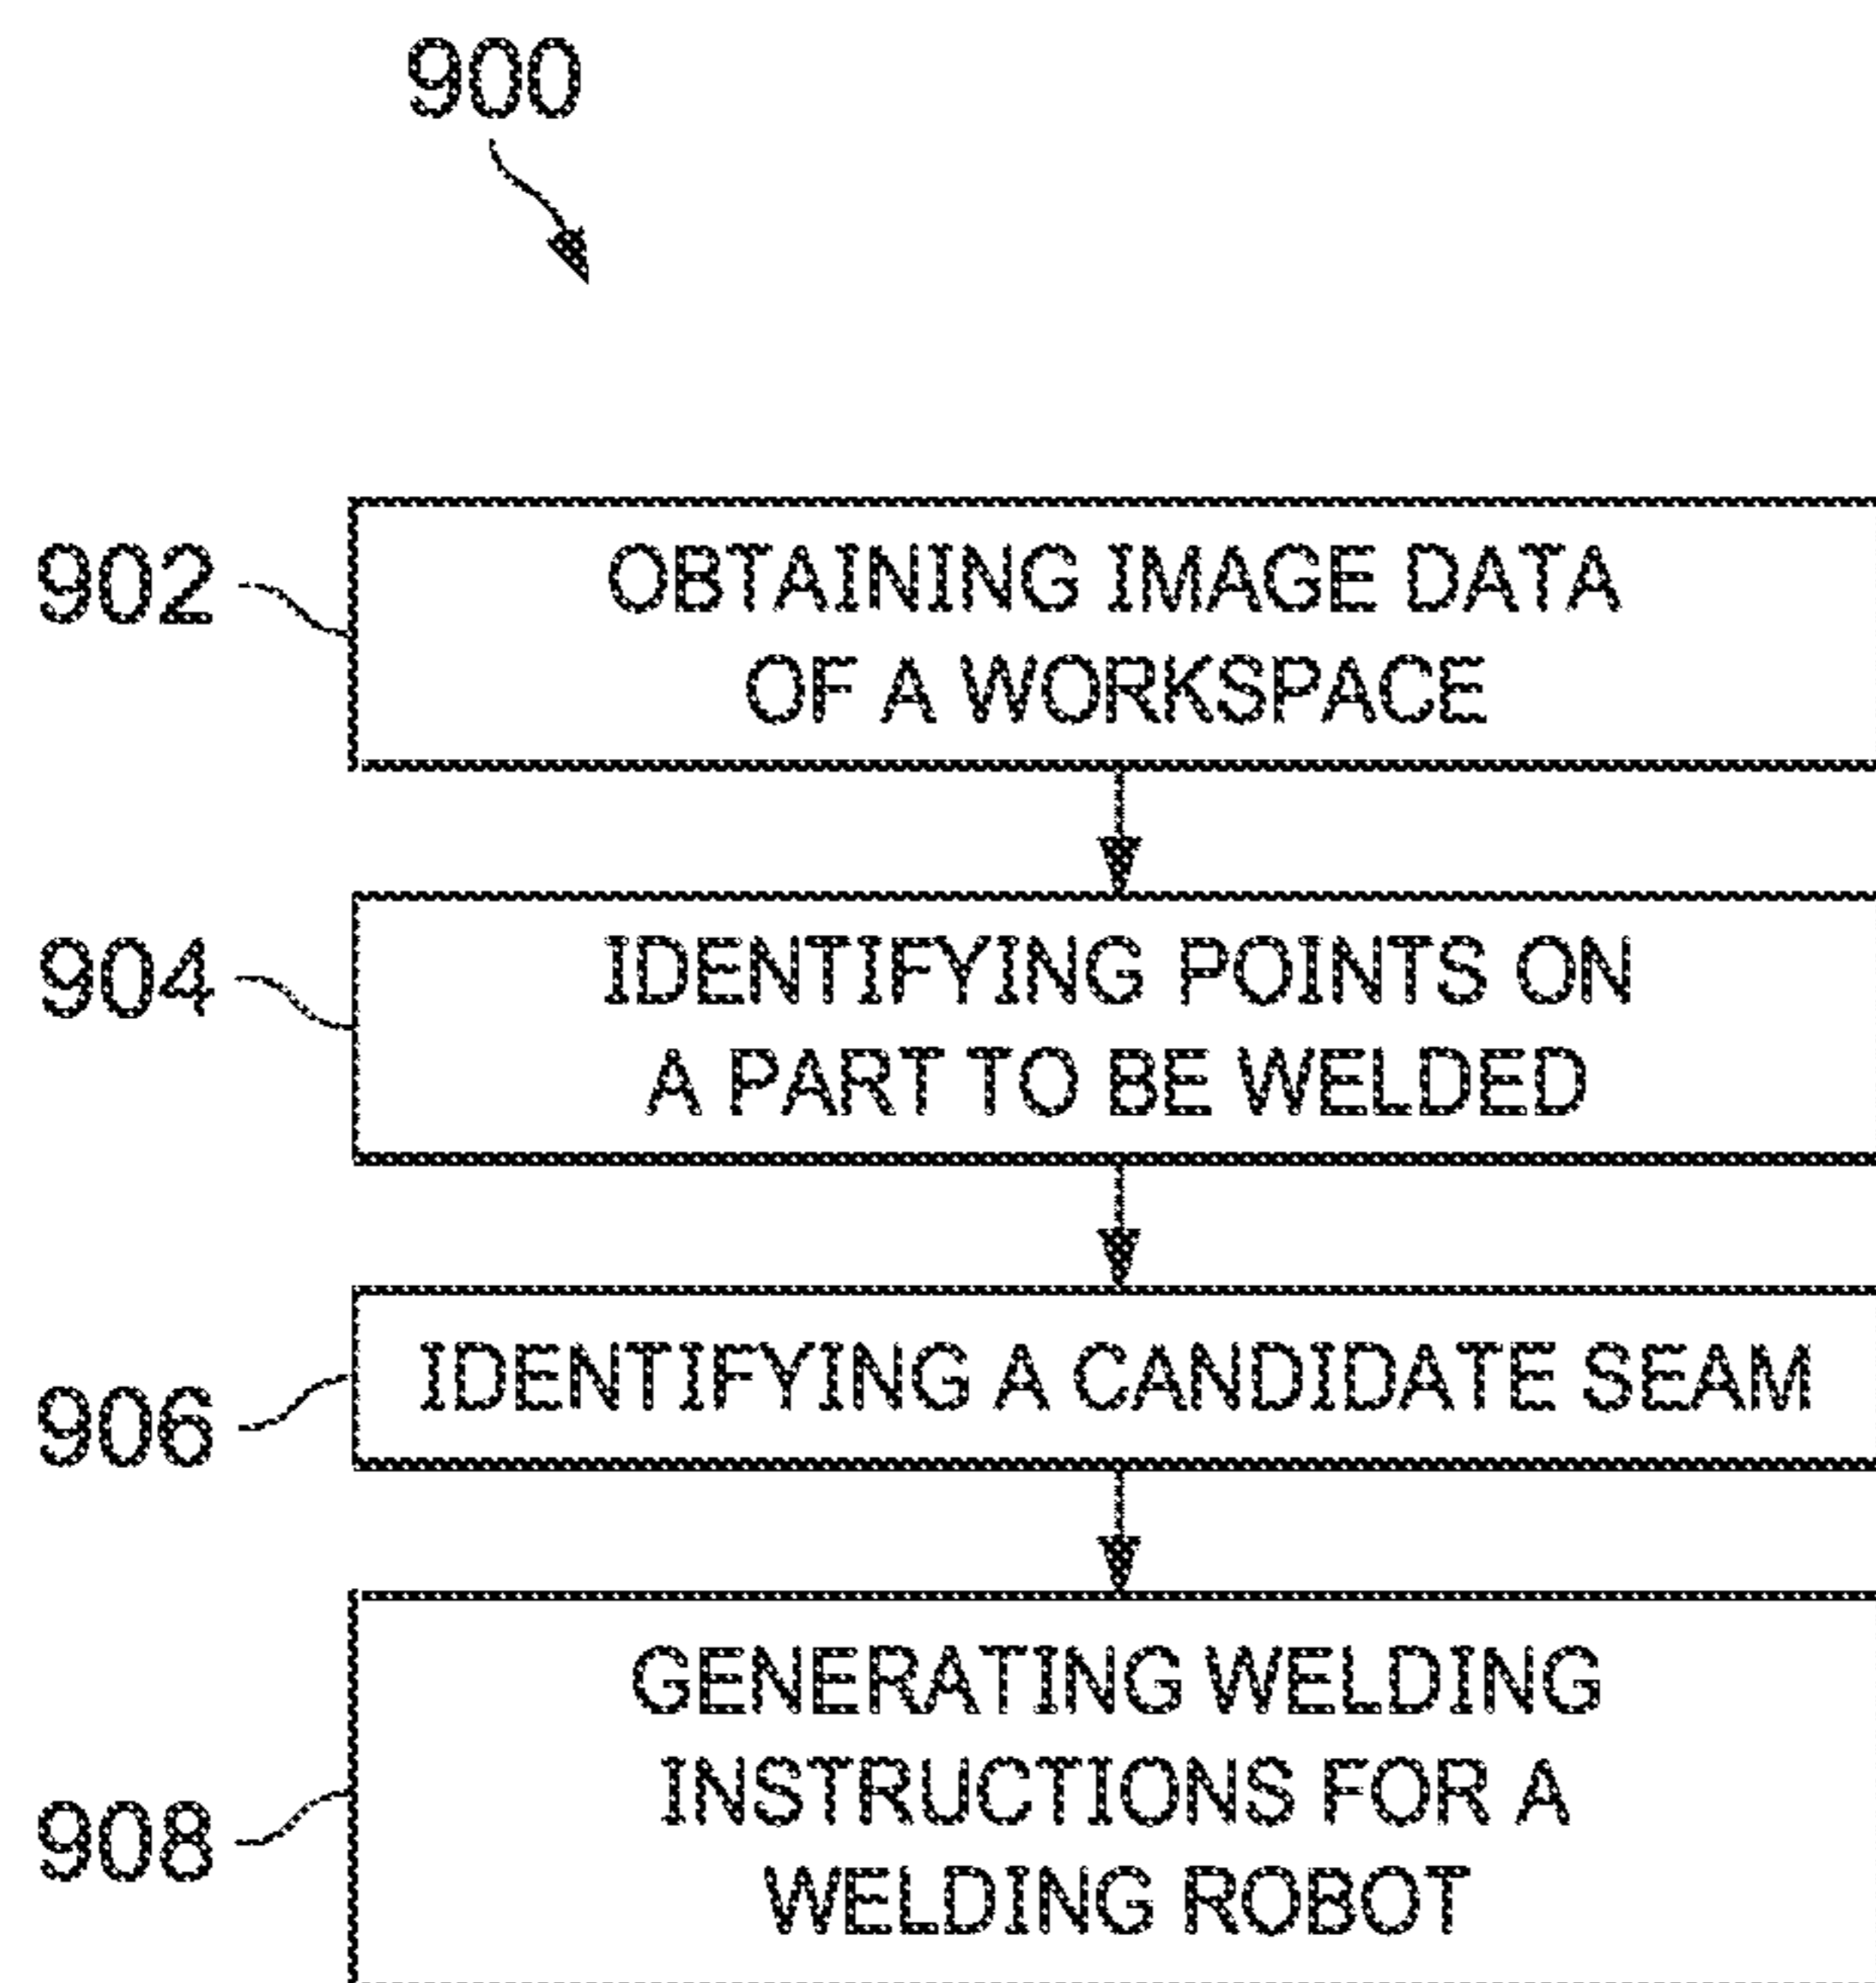 900
902
OBTAINING IMAGE DATA
OF A WORKSPACE
904
IDENTIFYING POINTS ON
A PART TO BE WELDED
906
IDENTIFYING A CANDIDATE SEAM
908
GENERATING WELDING
INSTRUCTIONS FOR A
WELDING ROBOT